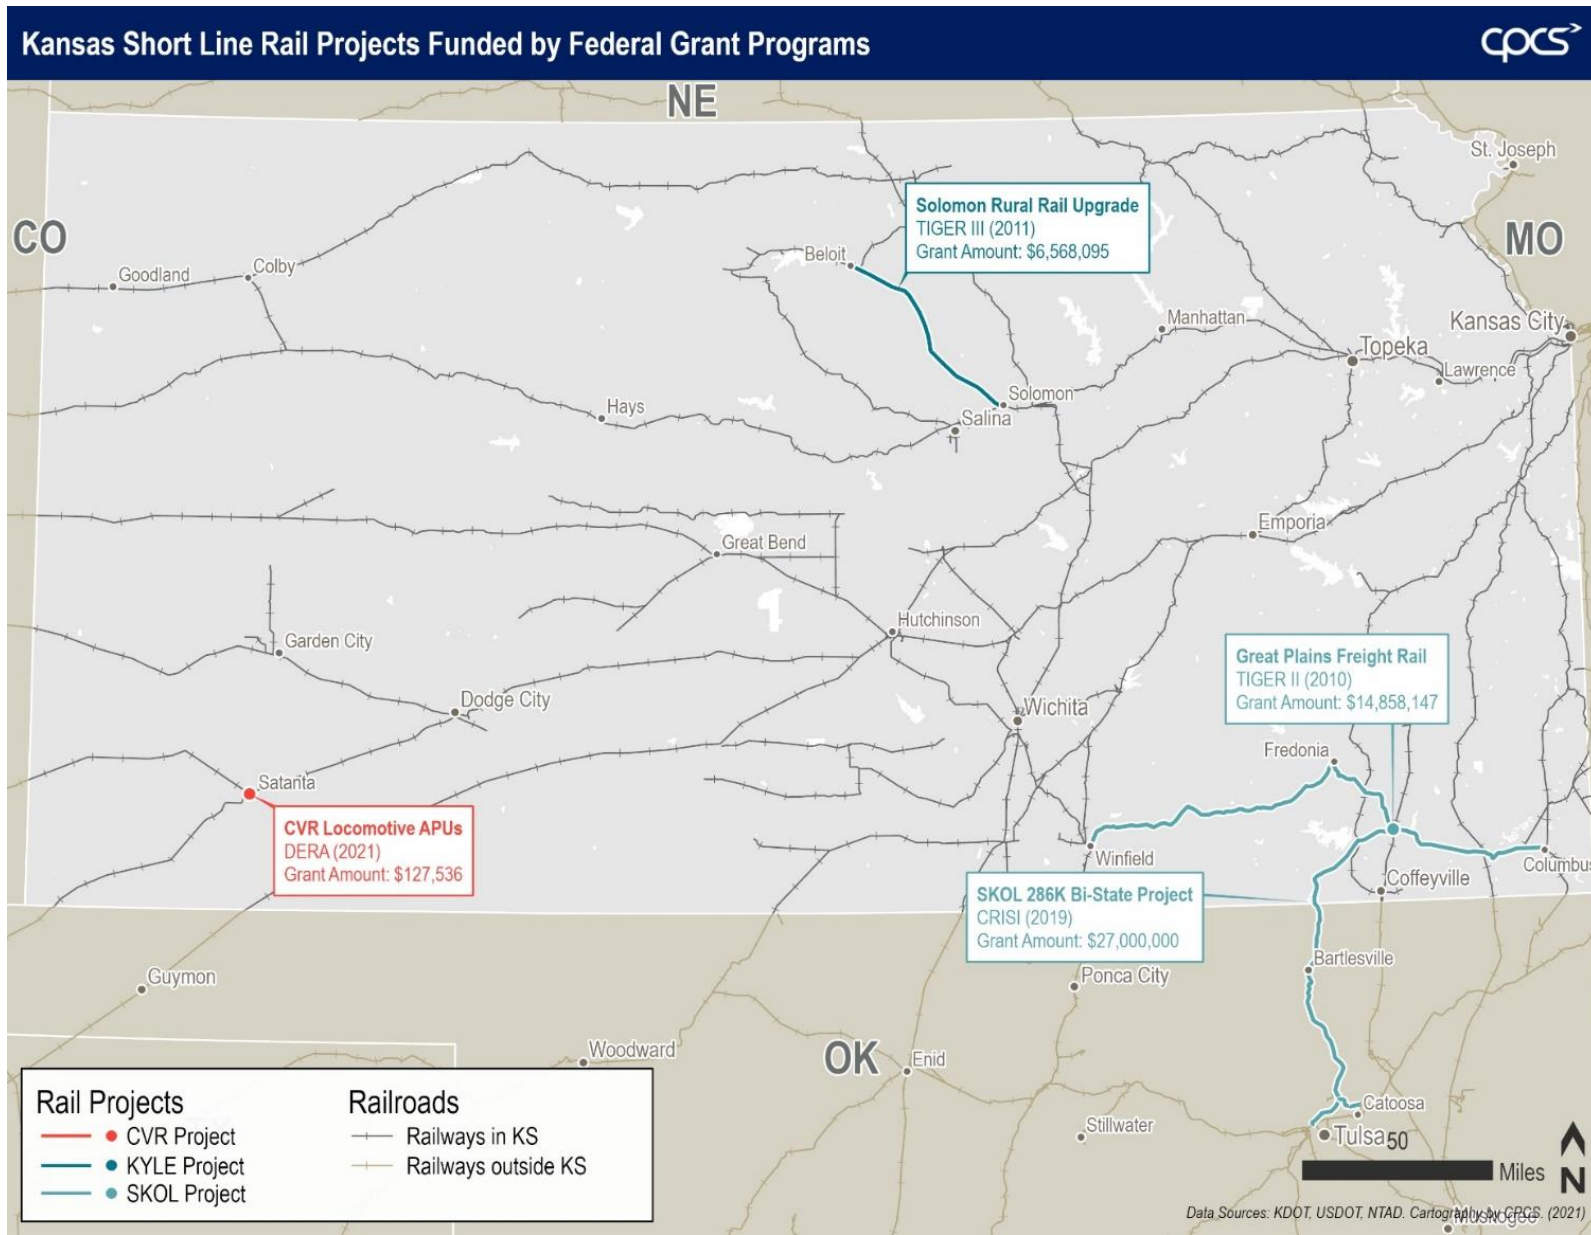 Kansas Short Line Rail Projects Funded by Federal Grant Programs
cpcs
NE
St. Joseph
CO
MO
Solomon Rural Rail Upgrade
TIGER III (2011)
Grant Amount: $6,568,095
Beloit
Goodland
Colby
Manhattan
Kansas City
Topeka
Lawrence
Solomon
Hays
Salina
Emporia
Great Bend
Hutchinson
Garden City
Great Plains Freight Rail
TIGER II (2010)
Grant Amount: $14,858,147
Dodge City
Wichita
Fredonia
Satanta
CVR Locomotive APUs
DERA (2021)
Grant Amount: $127,536
Winfield
Columbus
Coffeyville
SKOL 286K Bi-State Project
CRISI (2019)
Grant Amount: $27,000,000
Bartlesville
Guymon
Ponca City
Woodward
OK
Enid
Catoosa
Stillwater
Tulsa
50
Miles
N
Rail Projects
CVR Project
KYLE Project
SKOL Project
Railroads
Railways in KS
Railways outside KS
Data Sources: KDOT, USDOT, NTAD. Cartography by CPCS. (2021)
Muskogee